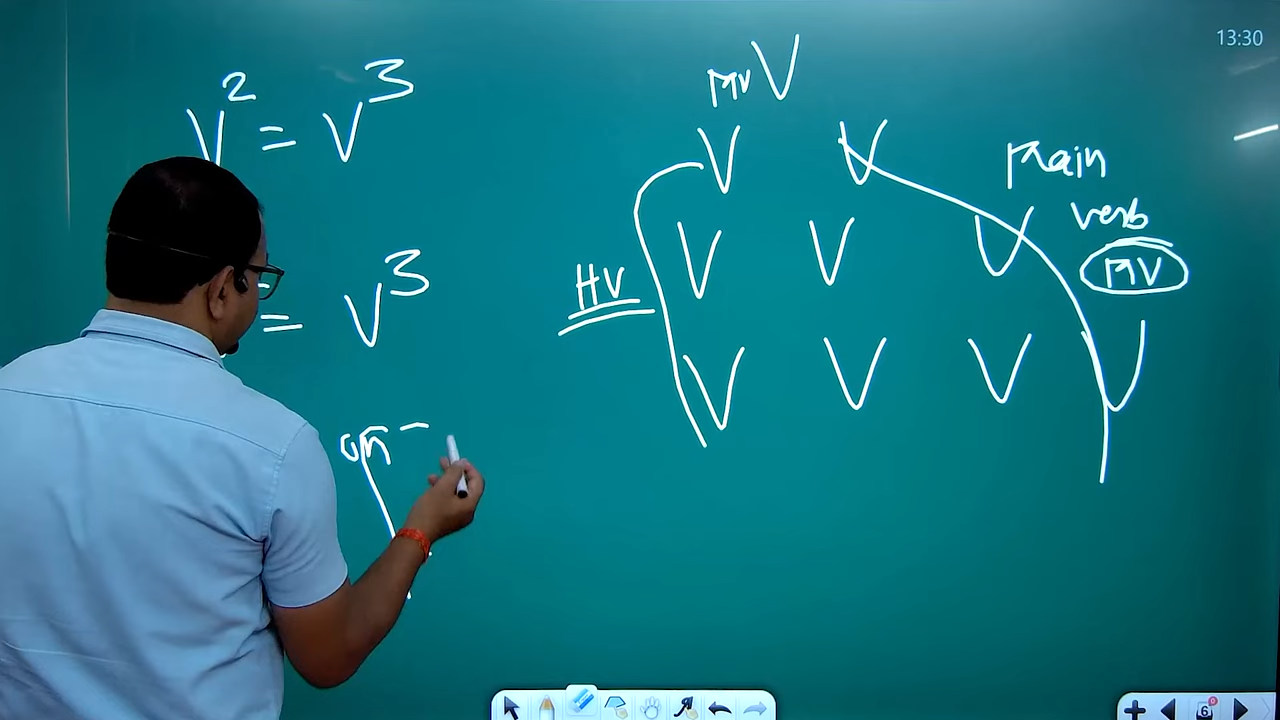 13:30
V² = V³
= V³
MV V
V V
V V V
V V V V
HV
Main
verb
MV